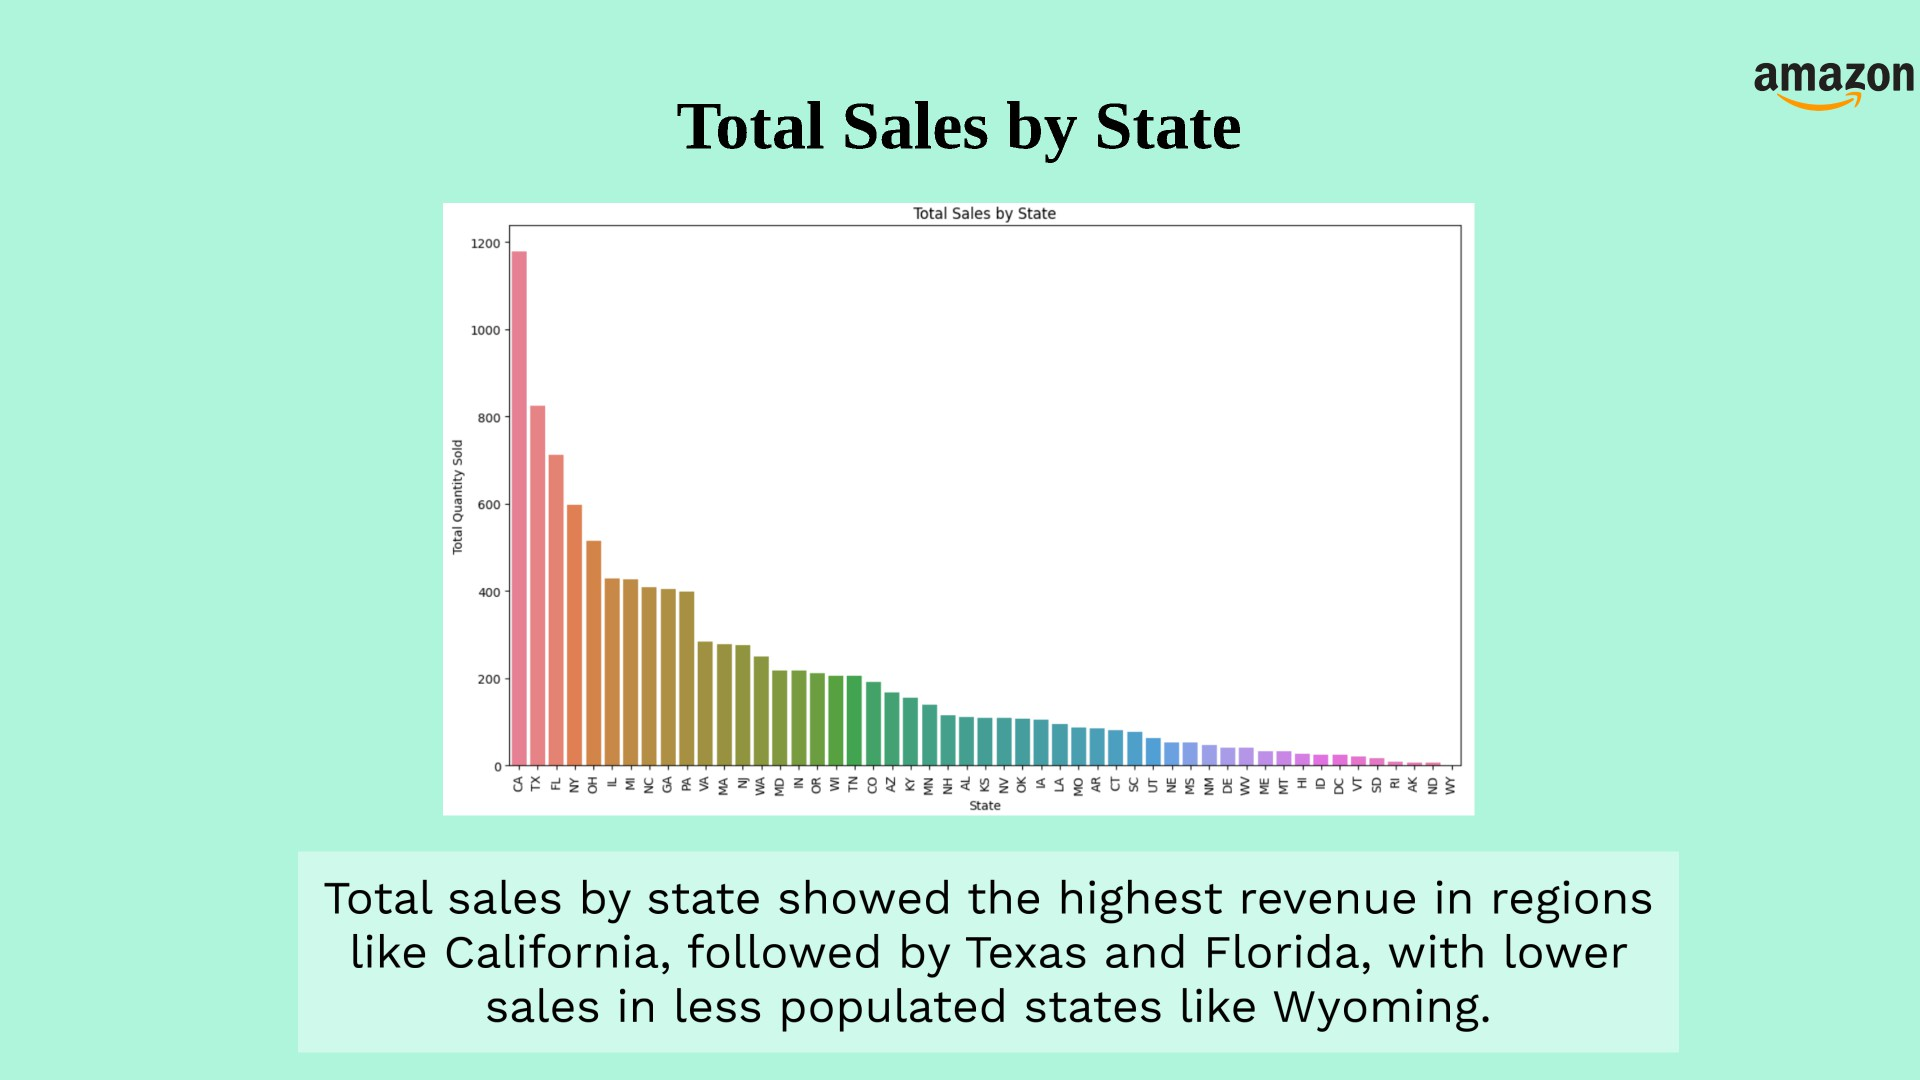 amazon
Total Sales by State
Total Sales by State
1200
1000
800
600
400
200
0
Total Quantity Sold
CA TX FL NY OH IL MI NC GA PA VA MA NJ WA MD IN OR WI TN CO AZ KY MN NH AL KS NV OK IA LA MO AR CT SC UT NE MS NM DE WV ME MT HI ID DC VT SD RI AK ND WY
State
Total sales by state showed the highest revenue in regions
like California, followed by Texas and Florida, with lower
sales in less populated states like Wyoming.